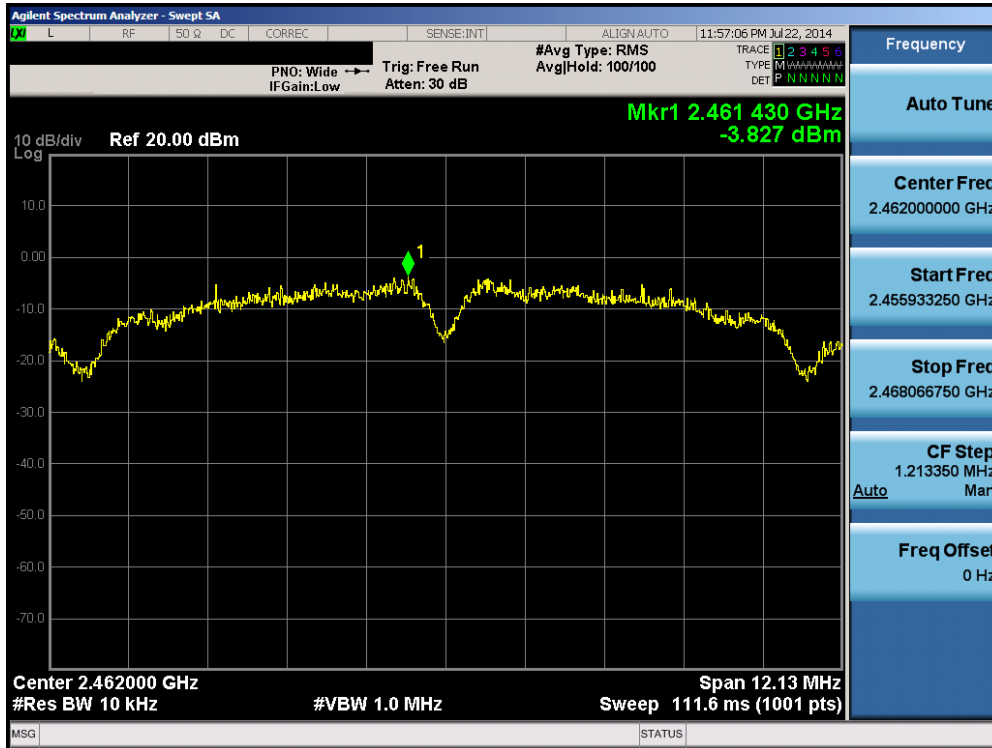 Agilent Spectrum Analyzer - Swept SA
LXI L RF 50 Ω DC CORREC SENSE:INT ALIGN AUTO 11:57:06 PM Jul 22, 2014
PNO: Wide
IFGain:Low
Trig: Free Run
Atten: 30 dB
#Avg Type: RMS
Avg|Hold: 100/100
TRACE 1 2 3 4 5 6
TYPE M
DET P N N N N N
Mkr1 2.461 430 GHz
-3.827 dBm
10 dB/div Ref 20.00 dBm
Log
10.0
0.00
-10.0
-20.0
-30.0
-40.0
-50.0
-60.0
-70.0
1
Center 2.462000 GHz Span 12.13 MHz
#Res BW 10 kHz #VBW 1.0 MHz Sweep 111.6 ms (1001 pts)
MSG STATUS
Frequency
Auto Tune
Center Freq
2.462000000 GHz
Start Freq
2.455933250 GHz
Stop Freq
2.468066750 GHz
CF Step
1.213350 MHz
Auto Man
Freq Offset
0 Hz